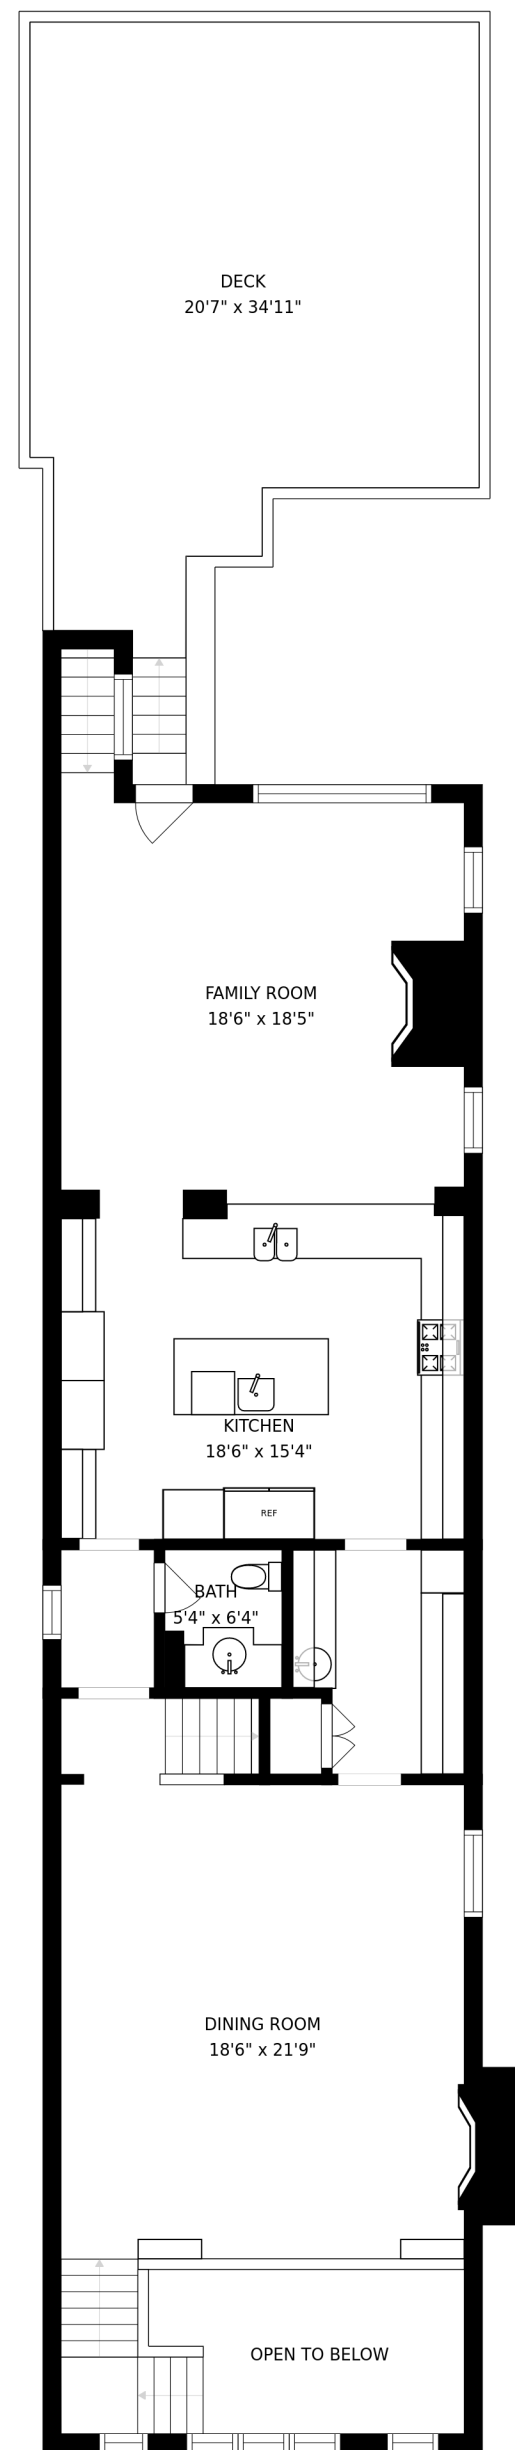 DECK
20'7" x 34'11"
FAMILY ROOM
18'6" x 18'5"
KITCHEN
18'6" x 15'4"
REF
BATH
5'4" x 6'4"
DINING ROOM
18'6" x 21'9"
OPEN TO BELOW